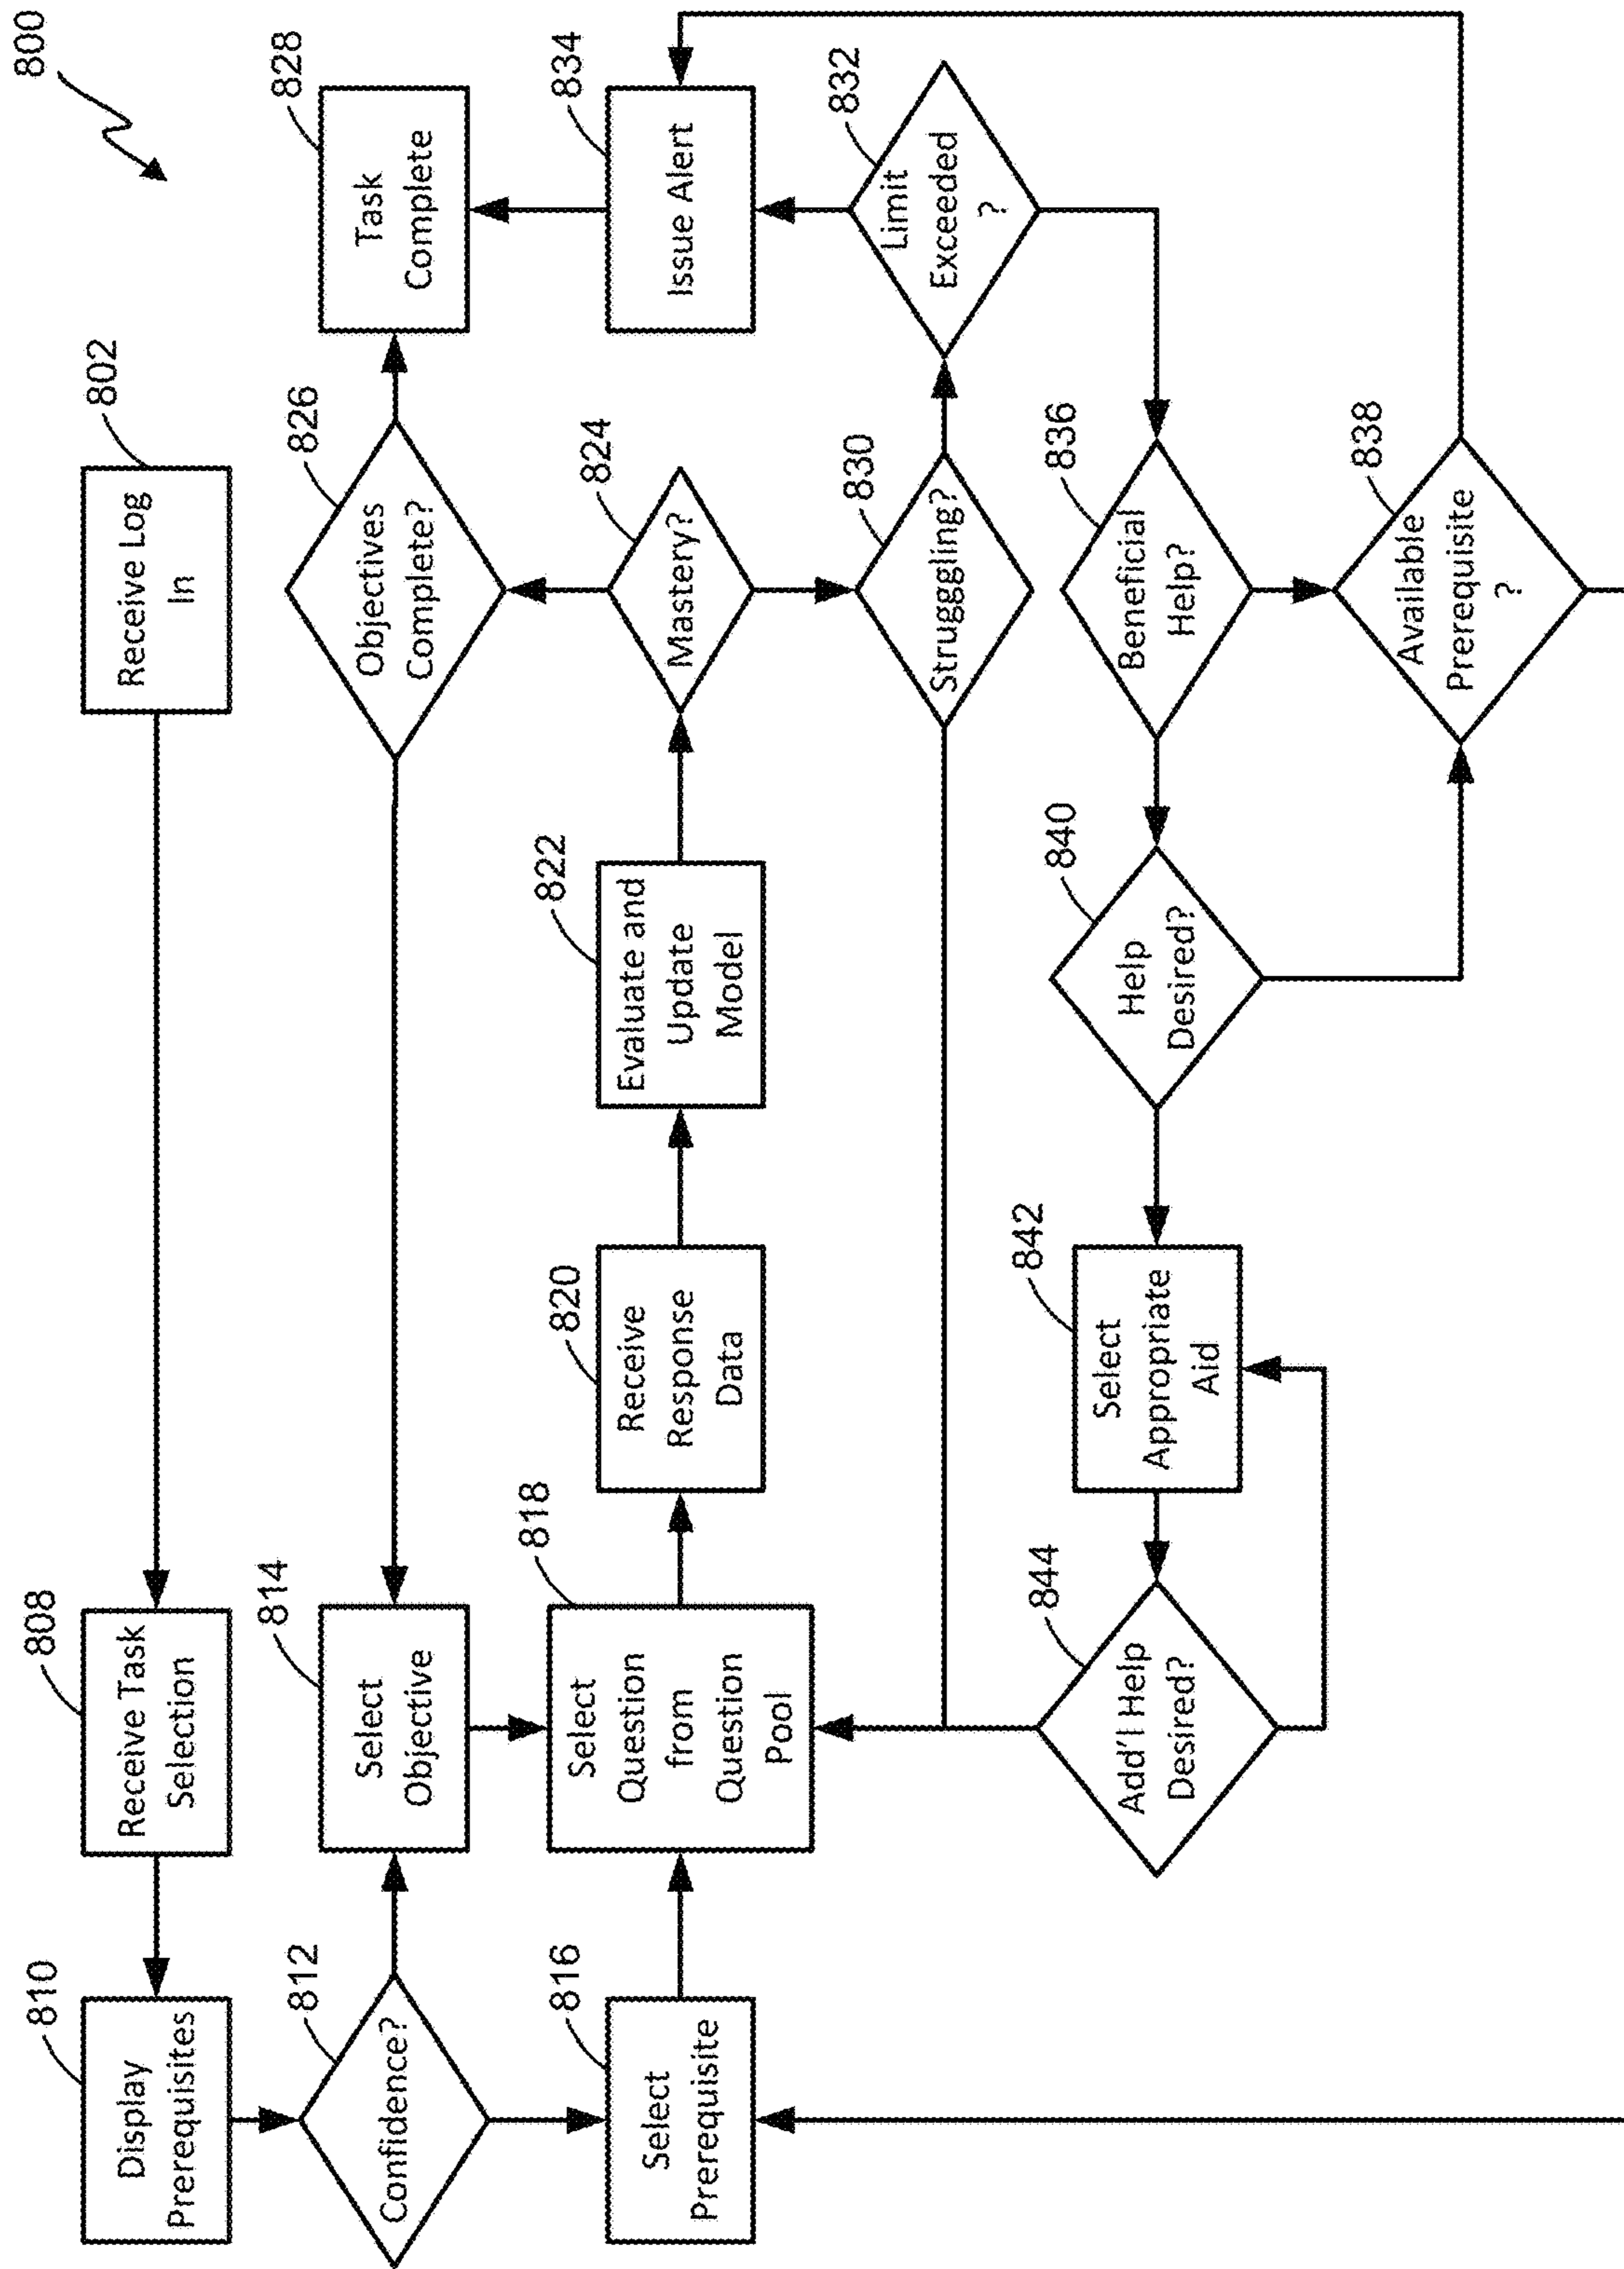 800
802
Receive Log
In
808
Receive Task
Selection
810
Display
Prerequisites
812
Confidence?
814
Select
Objective
826
Objectives
Complete?
828
Task
Complete
816
Select
Prerequisite
818
Select
Question
from
Question
Pool
820
Receive
Response
Data
822
Evaluate and
Update
Model
824
Mastery?
834
Issue Alert
830
Struggling?
832
Limit
Exceeded
?
844
Add'l Help
Desired?
842
Select
Appropriate
Aid
840
Help
Desired?
836
Beneficial
Help?
838
Available
Prerequisite
?